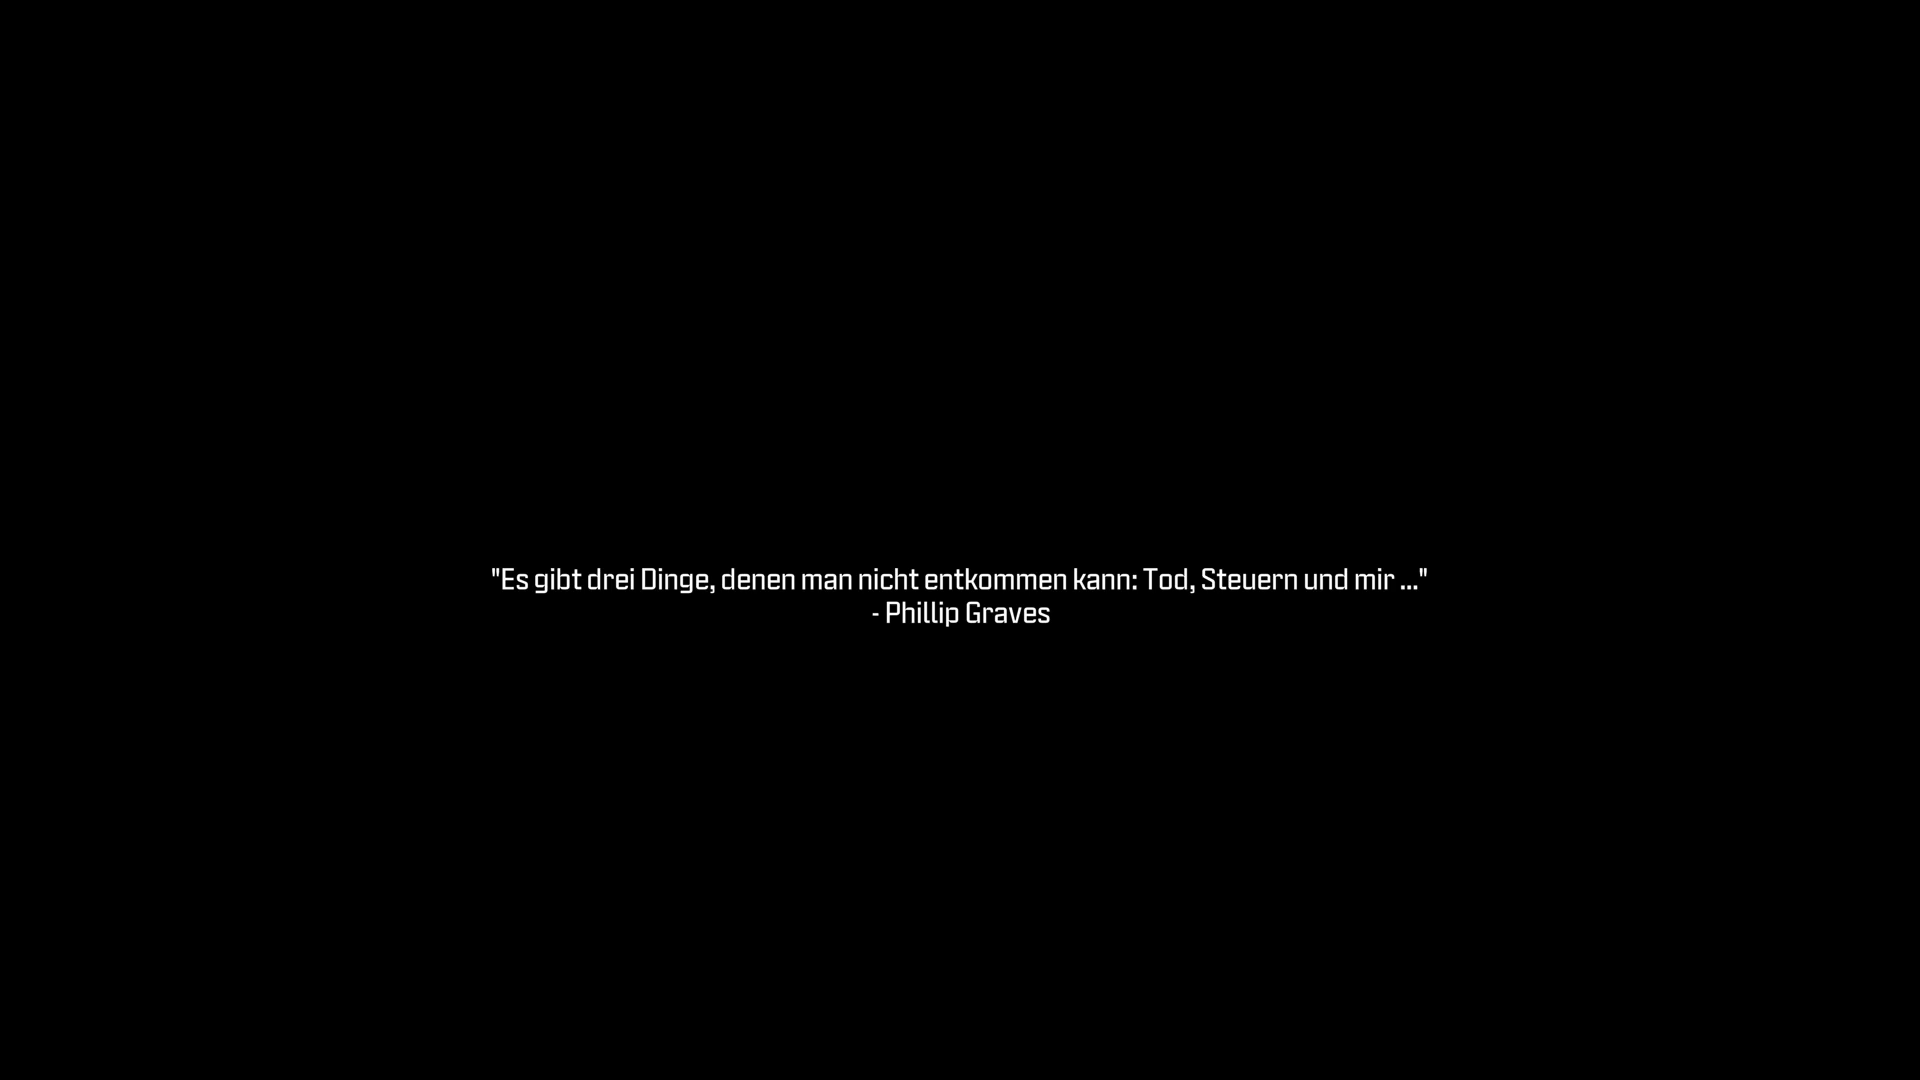 "Es gibt drei Dinge, denen man nicht entkommen kann: Tod, Steuern und mir ..."
- Phillip Graves